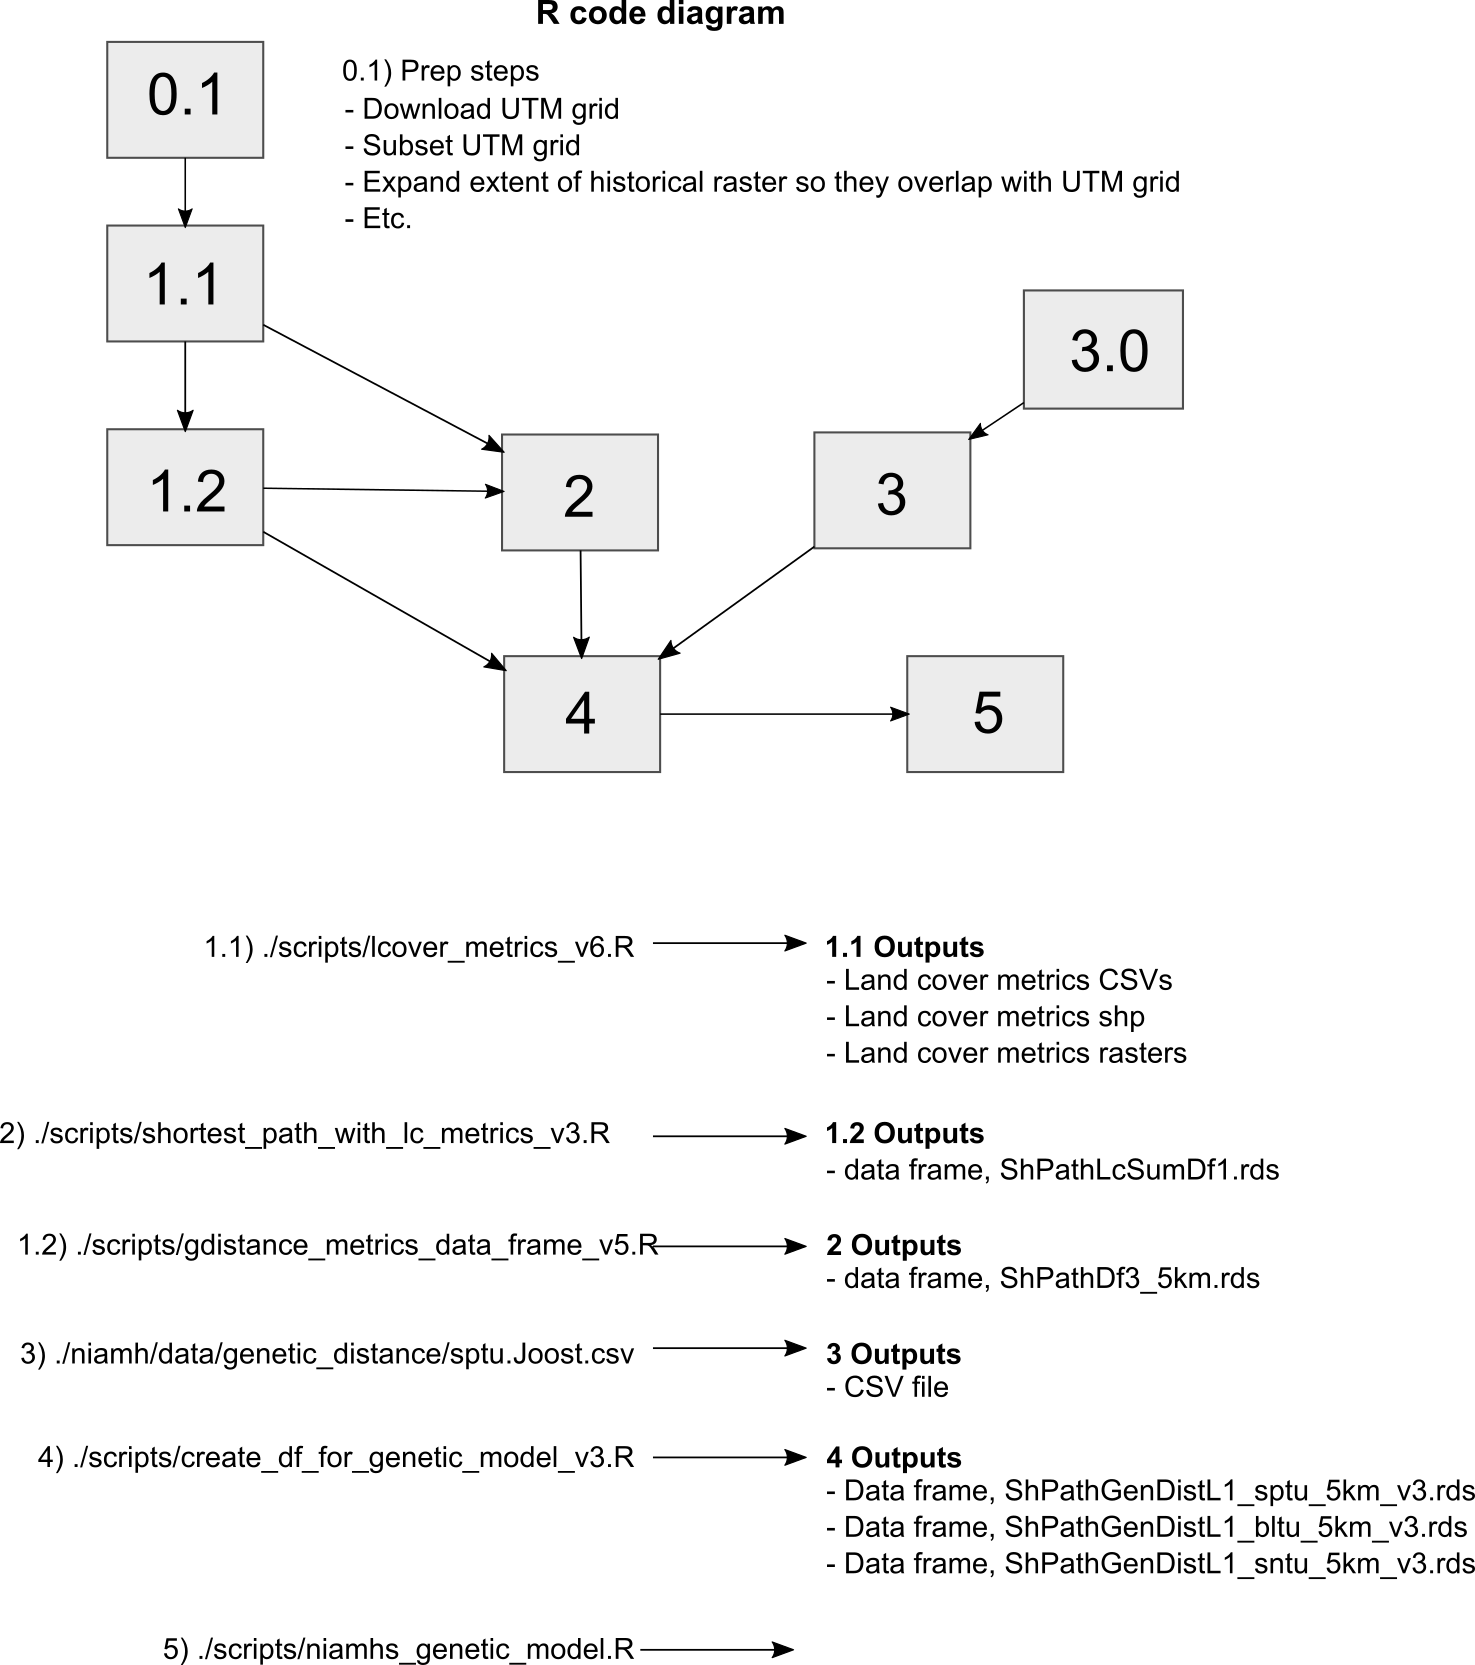 R code diagram
0.1
0.1) Prep steps
- Download UTM grid
- Subset UTM grid
- Expand extent of historical raster so they overlap with UTM grid
- Etc.
1.1
3.0
1.2
2
3
4
5
1.1) ./scripts/lcover_metrics_v6.R
1.1 Outputs
- Land cover metrics CSVs
- Land cover metrics shp
- Land cover metrics rasters
2) ./scripts/shortest_path_with_lc_metrics_v3.R
1.2 Outputs
- data frame, ShPathLcSumDf1.rds
1.2) ./scripts/gdistance_metrics_data_frame_v5.R
2 Outputs
- data frame, ShPathDf3_5km.rds
3) ./niamh/data/genetic_distance/sptu.Joost.csv
3 Outputs
- CSV file
4) ./scripts/create_df_for_genetic_model_v3.R
4 Outputs
- Data frame, ShPathGenDistL1_sptu_5km_v3.rds
- Data frame, ShPathGenDistL1_bltu_5km_v3.rds
- Data frame, ShPathGenDistL1_sntu_5km_v3.rds
5) ./scripts/niamhs_genetic_model.R